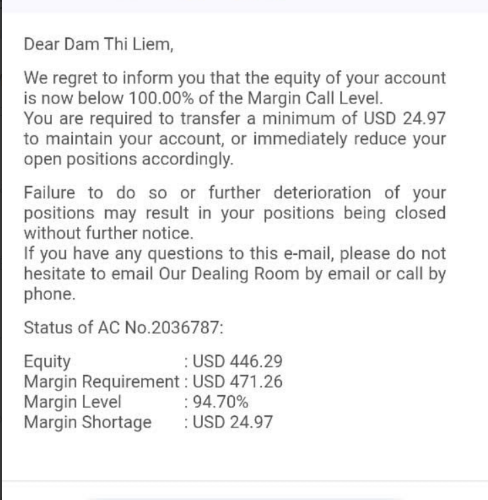 Dear Dam Thi Liem,
We regret to inform you that the equity of your account
is now below 100.00% of the Margin Call Level.
You are required to transfer a minimum of USD 24.97
to maintain your account, or immediately reduce your
open positions accordingly.
Failure to do so or further deterioration of your
positions may result in your positions being closed
without further notice.
If you have any questions to this e-mail, please do not
hesitate to email Our Dealing Room by email or call by
phone.
Status of AC No.2036787:
Equity : USD 446.29
Margin Requirement : USD 471.26
Margin Level : 94.70%
Margin Shortage : USD 24.97